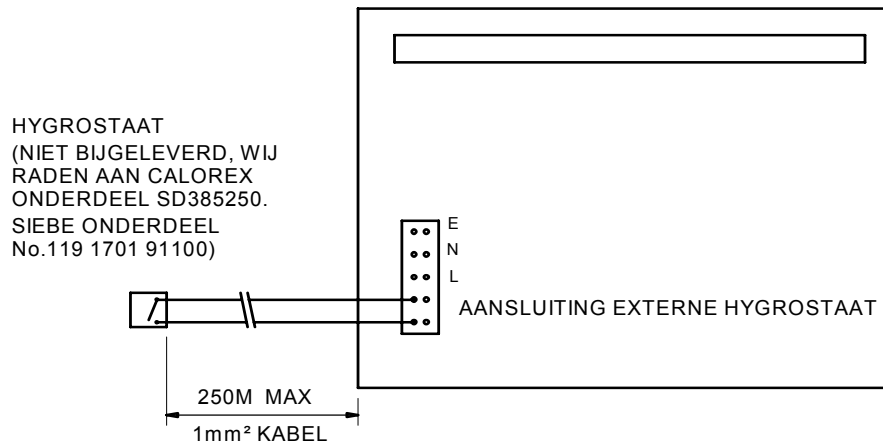 HYGROSTAAT
(NIET BIJGELEVERD, WIJ
RADEN AAN CALOREX
ONDERDEEL SD385250.
SIEBE ONDERDEEL
No.119 1701 91100)
E
N
L
AANSLUITING EXTERNE HYGROSTAAT
250M MAX
1mm² KABEL